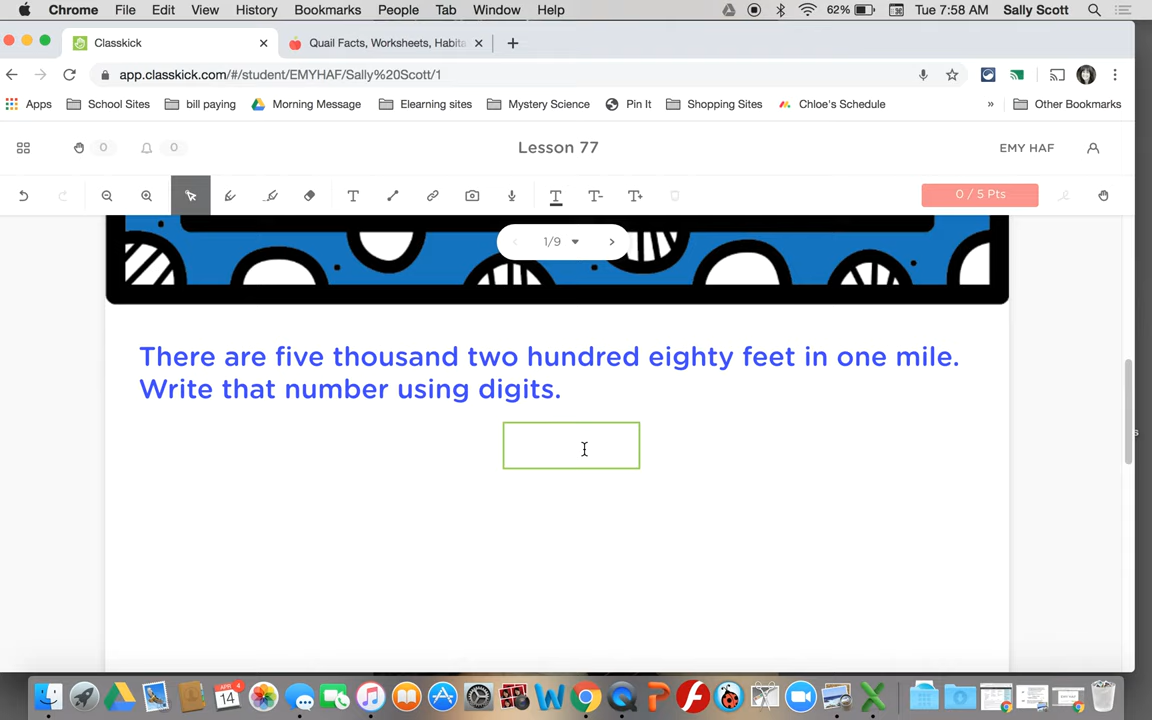 Chrome File Edit View History Bookmarks People Tab Window Help 62% Tue 7:58 AM Sally Scott
Classkick Quail Facts, Worksheets, Habita
app.classkick.com/#/student/EMYHAF/Sally%20Scott/1
Apps School Sites bill paying Morning Message Elearning sites Mystery Science Pin It Shopping Sites Chloe's Schedule » Other Bookmarks
0 0 Lesson 77 EMY HAF
T T T- T+ 0 / 5 Pts
1/9
There are five thousand two hundred eighty feet in one mile.
Write that number using digits.
APR 14 4